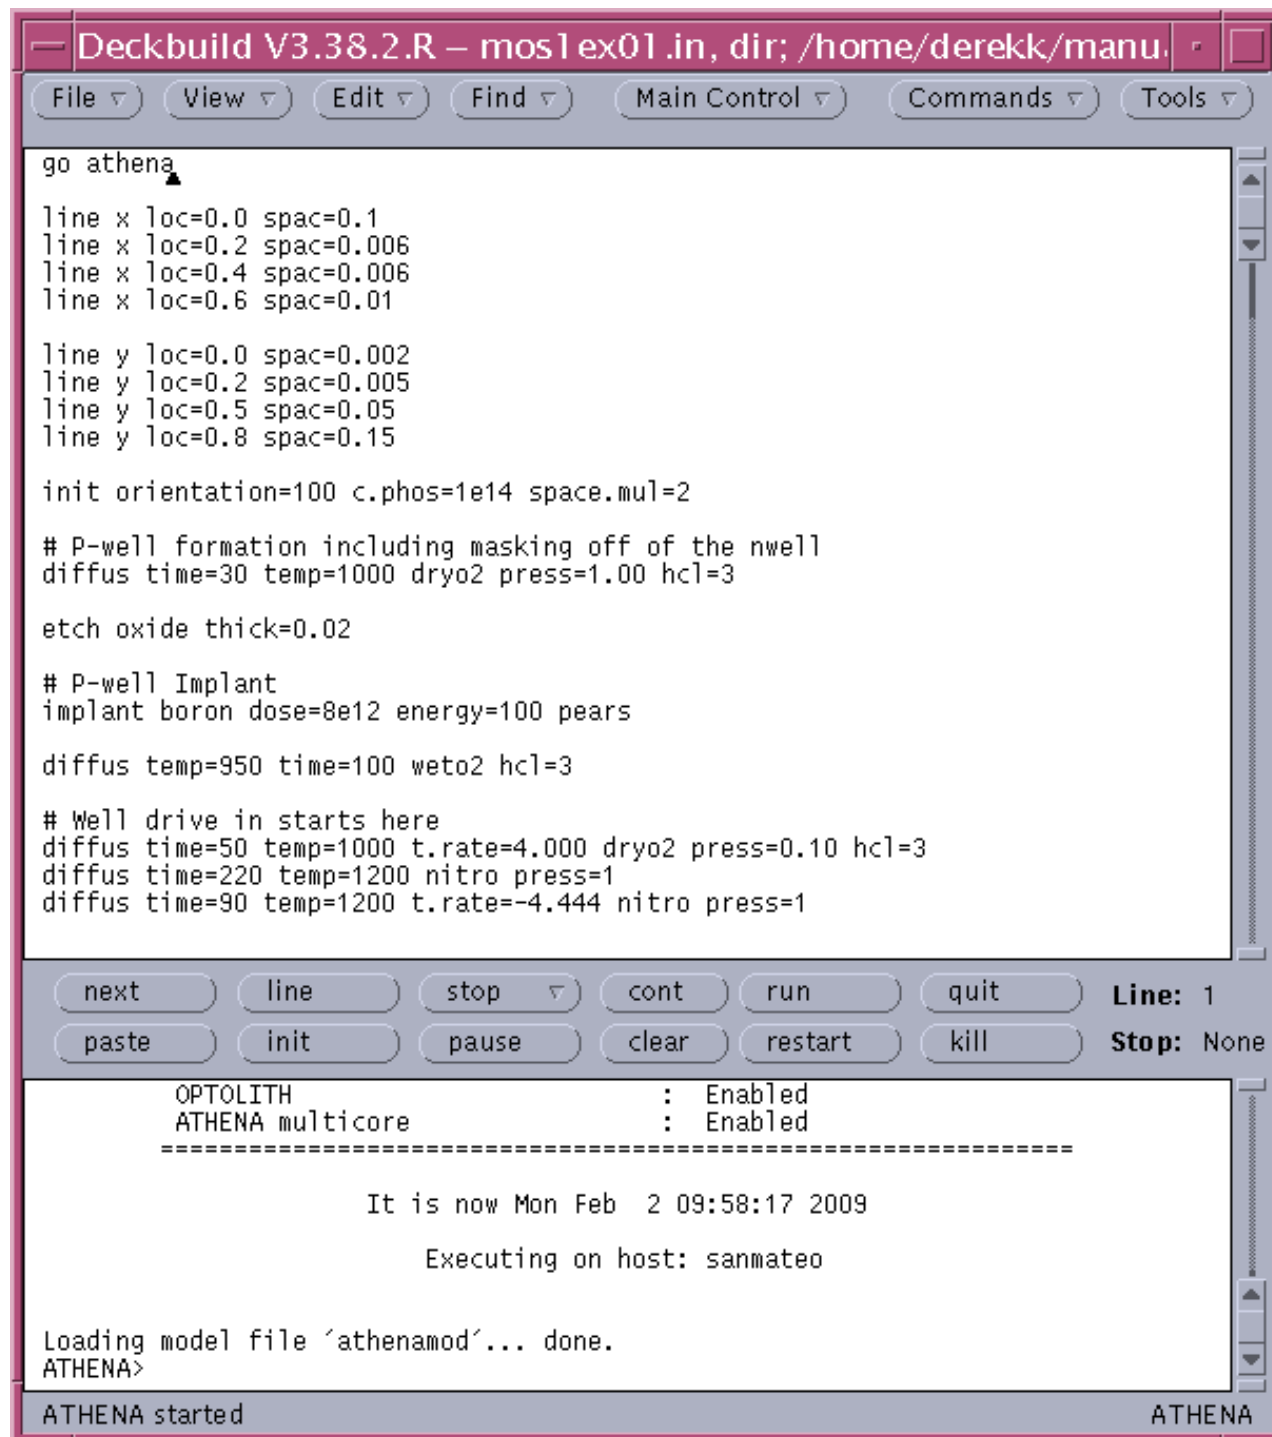 Deckbuild V3.38.2.R – mos1ex01.in, dir; /home/derekk/manu.
File View Edit Find Main Control Commands Tools
go athena
line x loc=0.0 spac=0.1
line x loc=0.2 spac=0.006
line x loc=0.4 spac=0.006
line x loc=0.6 spac=0.01
line y loc=0.0 spac=0.002
line y loc=0.2 spac=0.005
line y loc=0.5 spac=0.05
line y loc=0.8 spac=0.15
init orientation=100 c.phos=1e14 space.mul=2
# P-well formation including masking off of the nwell
diffus time=30 temp=1000 dryo2 press=1.00 hcl=3
etch oxide thick=0.02
# P-well Implant
implant boron dose=8e12 energy=100 pears
diffus temp=950 time=100 weto2 hcl=3
# Well drive in starts here
diffus time=50 temp=1000 t.rate=4.000 dryo2 press=0.10 hcl=3
diffus time=220 temp=1200 nitro press=1
diffus time=90 temp=1200 t.rate=-4.444 nitro press=1
next line stop cont run quit Line: 1
paste init pause clear restart kill Stop: None
OPTOLITH : Enabled
ATHENA multicore : Enabled
==============================================================
It is now Mon Feb  2 09:58:17 2009
Executing on host: sanmateo
Loading model file ´athenamod´... done.
ATHENA>
ATHENA started ATHENA